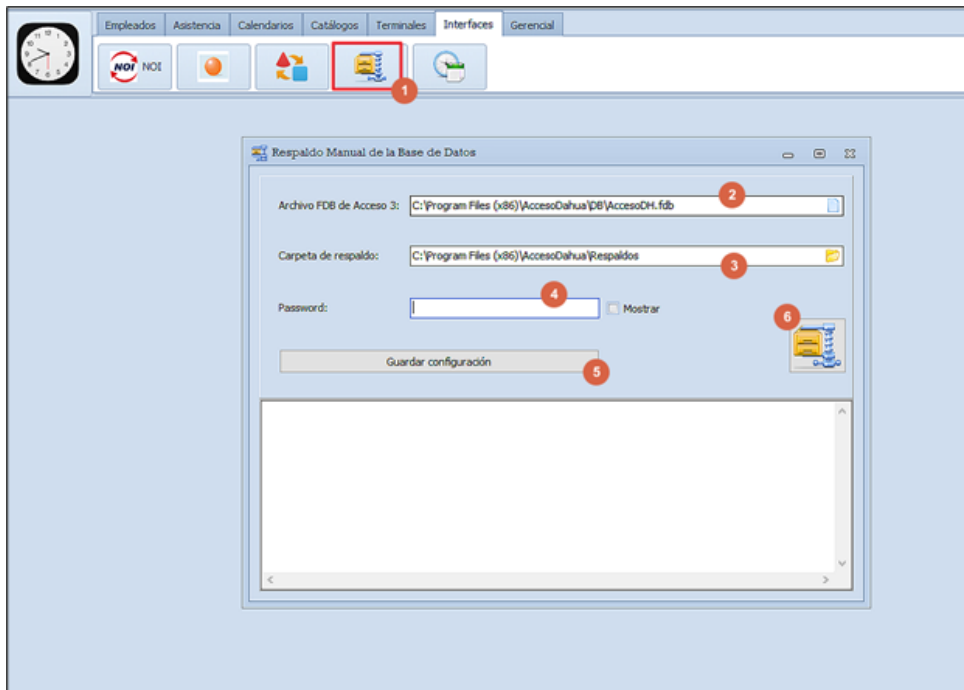 Empleados Asistencia Calendarios Catálogos Terminales Interfaces Gerencial
NOI NOI
1
Respaldo Manual de la Base de Datos
2
Archivo FDB de Acceso 3: C:\Program Files (x86)\AccesoDahua\DB\AccesoDH.fdb
Carpeta de respaldo: C:\Program Files (x86)\AccesoDahua\Respaldos
3
4
Password: Mostrar
6
Guardar configuración
5